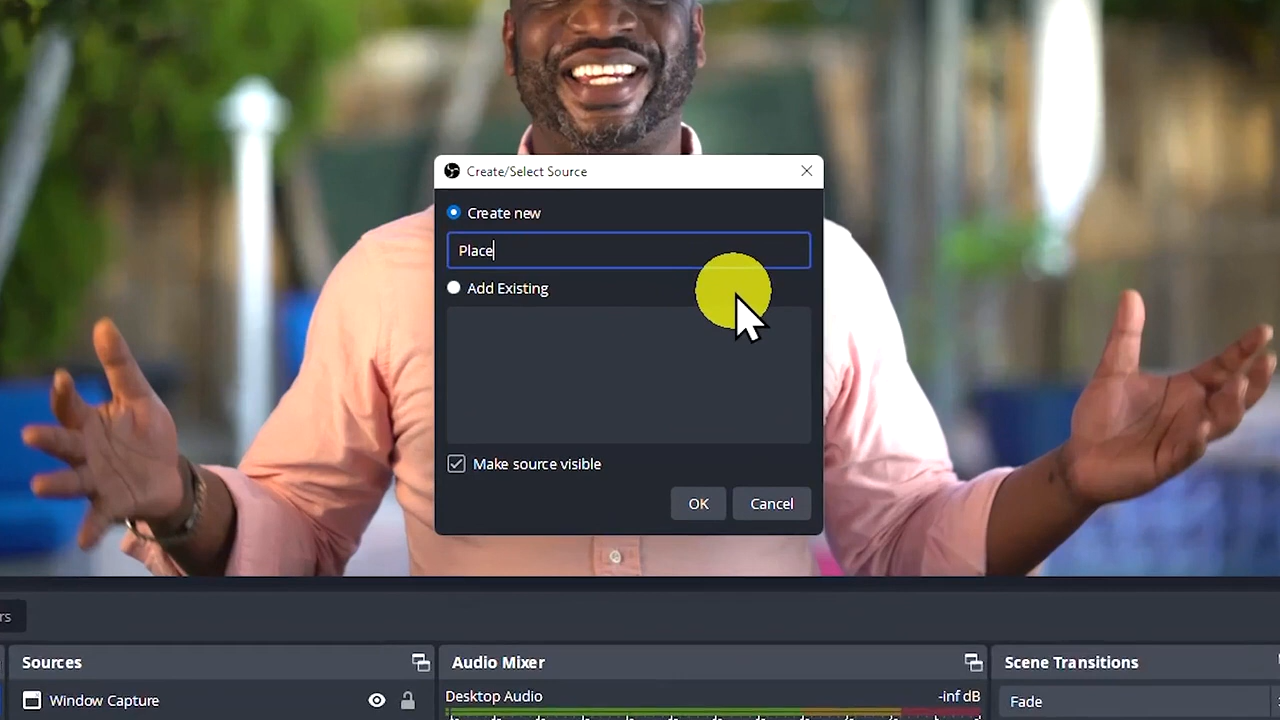 Create/Select Source
Create new
Place
Add Existing
Make source visible
OK Cancel
rs
Sources Audio Mixer Scene Transitions
Window Capture Desktop Audio -inf dB Fade